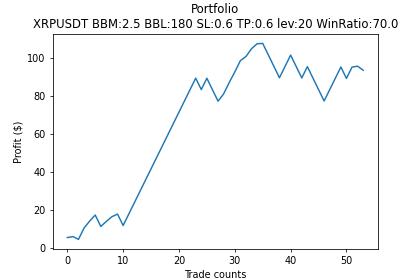 Portfolio
XRPUSDT BBM:2.5 BBL:180 SL:0.6 TP:0.6 lev:20 WinRatio:70.0
100
80
60
40
20
0
Profit ($)
0 10 20 30 40 50
Trade counts